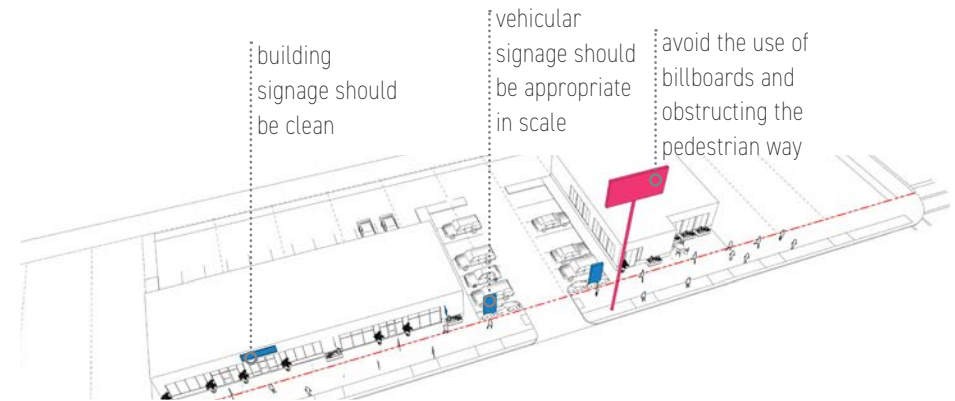 building
signage should
be clean
vehicular
signage should
be appropriate
in scale
avoid the use of
billboards and
obstructing the
pedestrian way